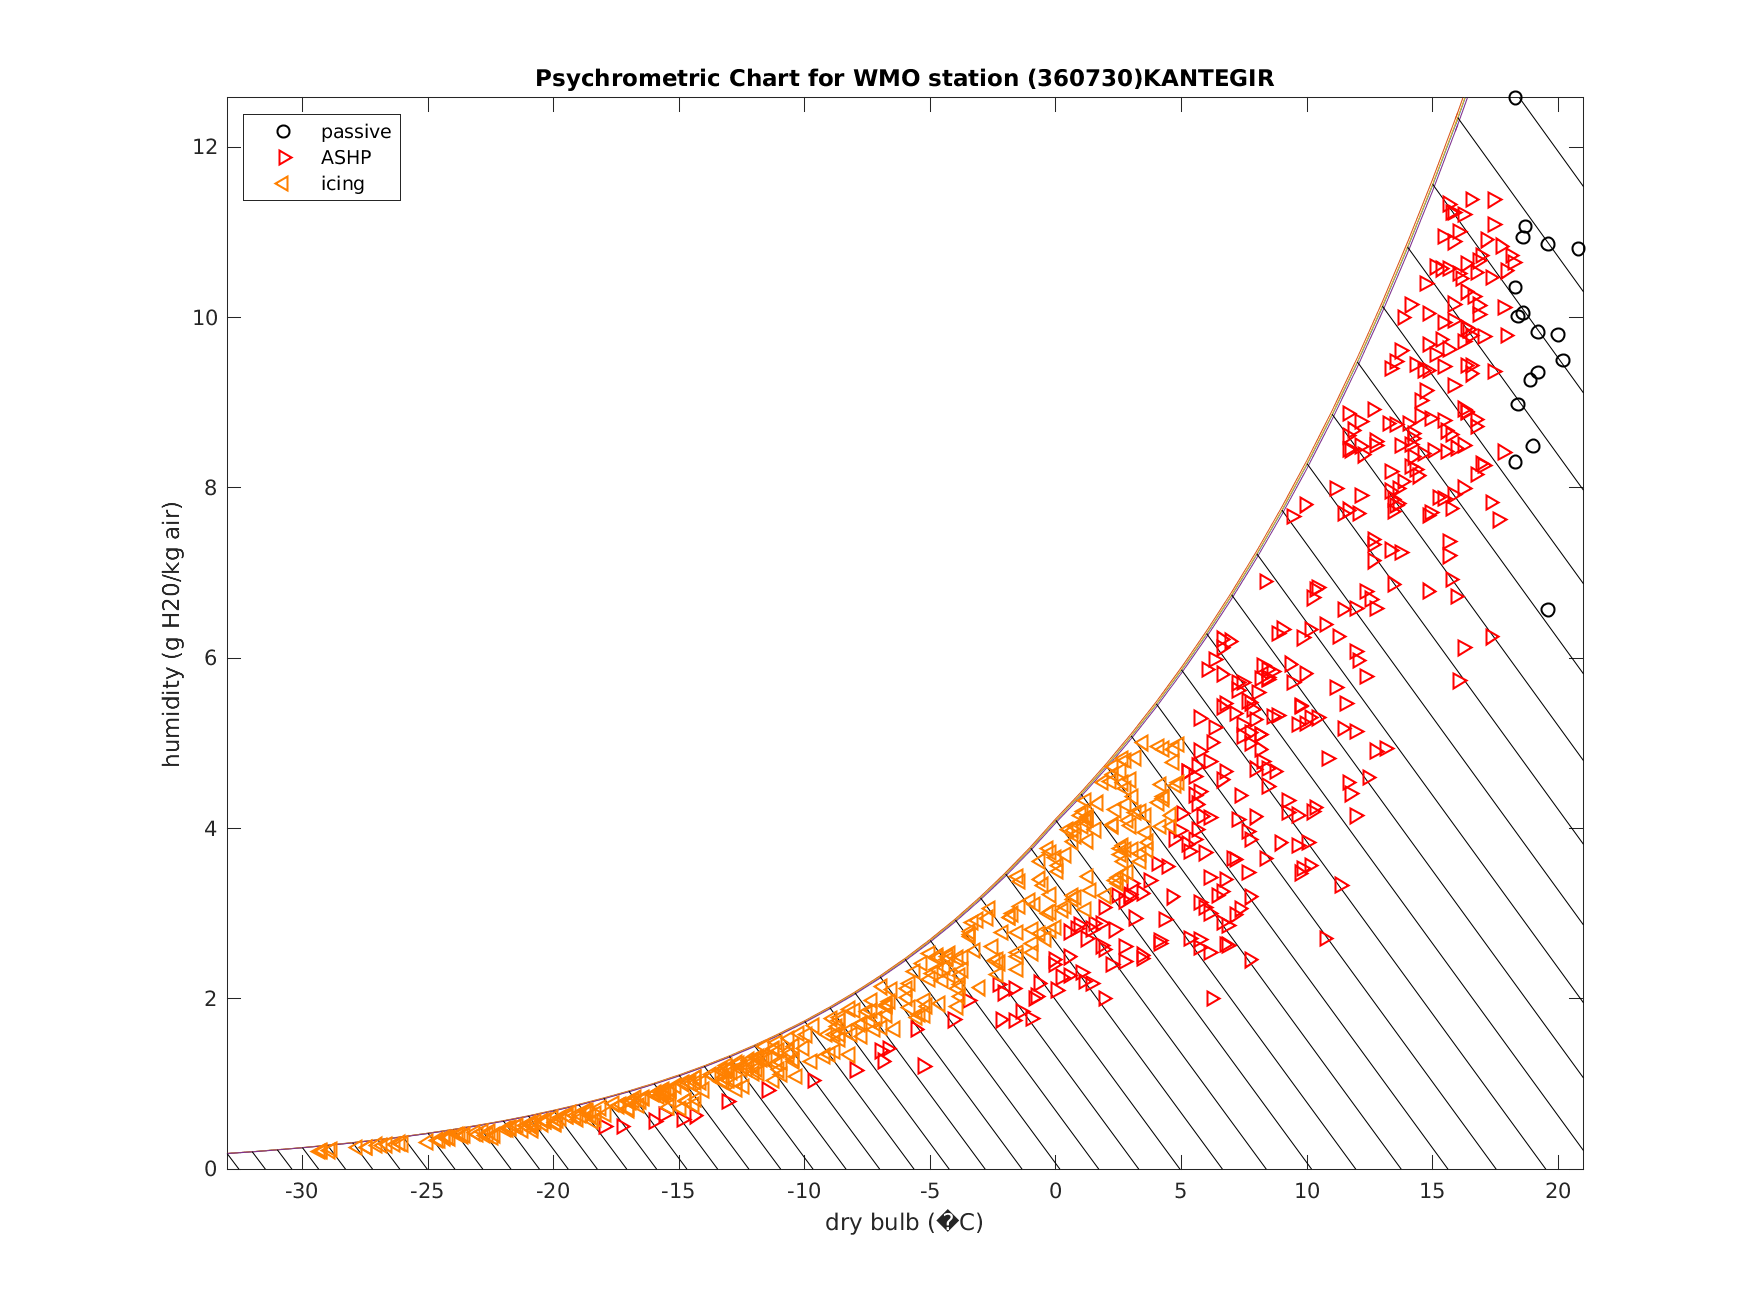 Psychrometric Chart for WMO station (360730)KANTEGIR
passive
ASHP
icing
12
10
8
6
4
2
0
humidity (g H20/kg air)
-30 -25 -20 -15 -10 -5 0 5 10 15 20
dry bulb (�C)